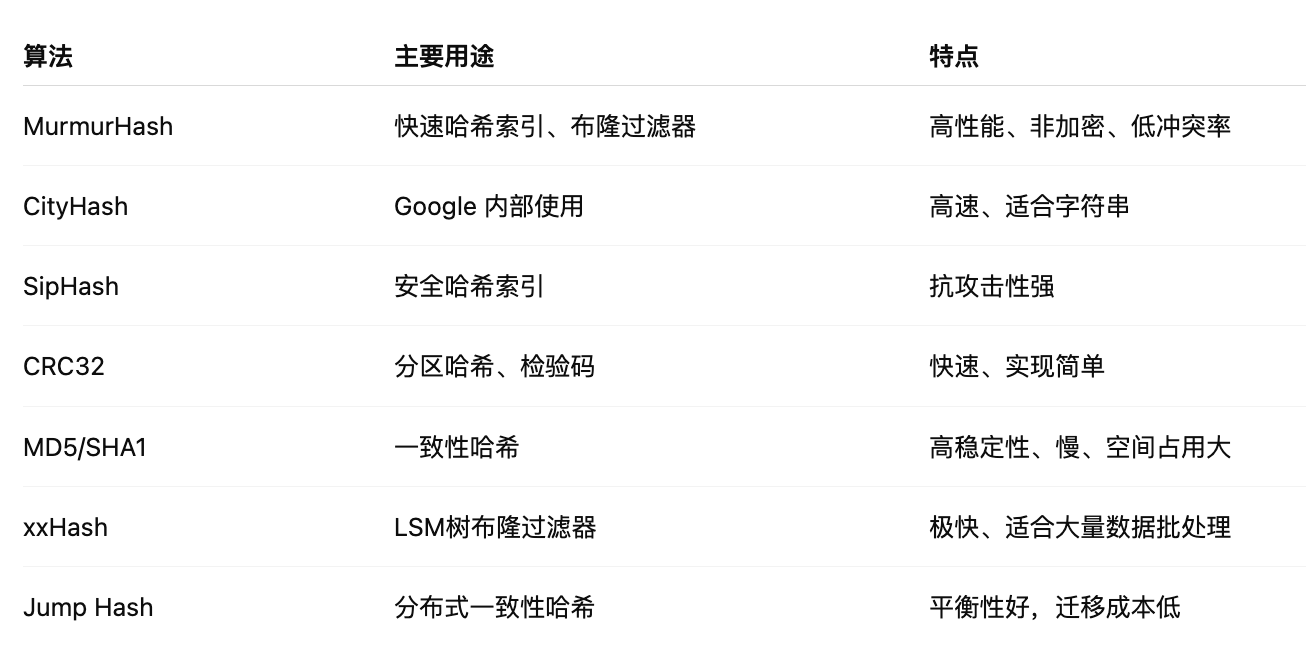 算法 主要用途 特点
MurmurHash 快速哈希索引、布隆过滤器 高性能、非加密、低冲突率
CityHash Google 内部使用 高速、适合字符串
SipHash 安全哈希索引 抗攻击性强
CRC32 分区哈希、检验码 快速、实现简单
MD5/SHA1 一致性哈希 高稳定性、慢、空间占用大
xxHash LSM树布隆过滤器 极快、适合大量数据批处理
Jump Hash 分布式一致性哈希 平衡性好，迁移成本低